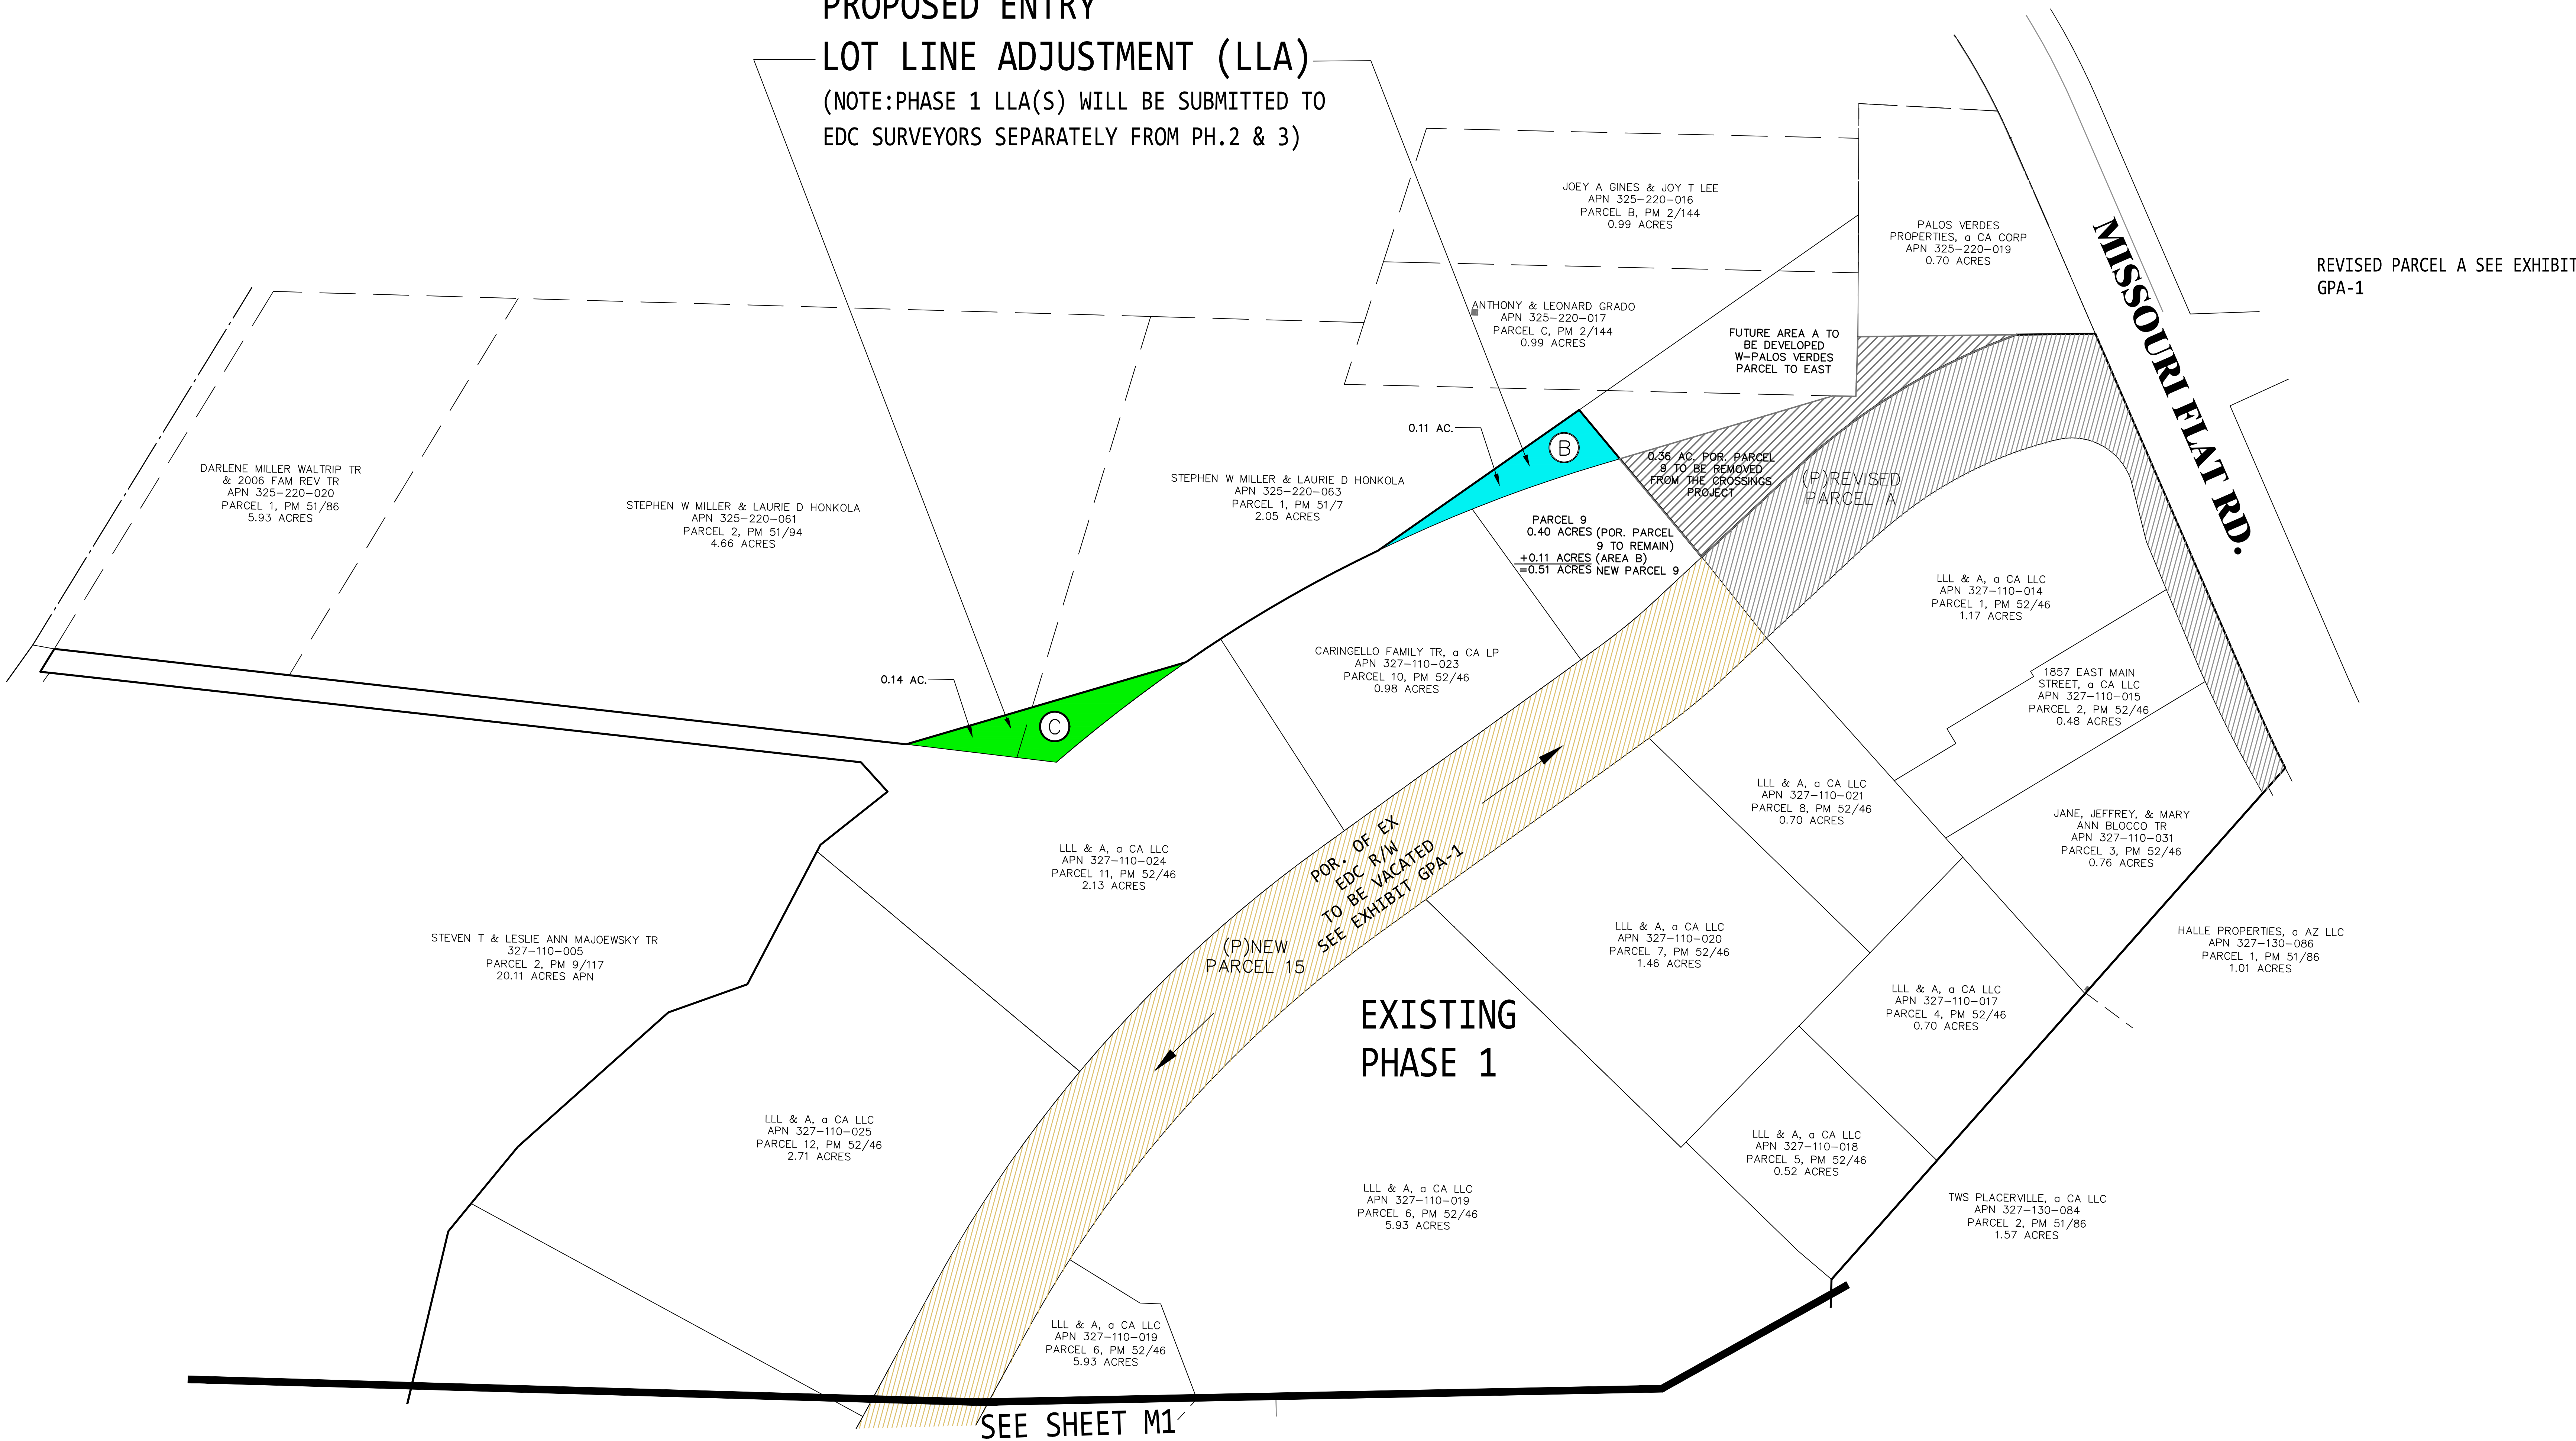 PROPOSED ENTRY
LOT LINE ADJUSTMENT (LLA)
(NOTE:PHASE 1 LLA(S) WILL BE SUBMITTED TO
EDC SURVEYORS SEPARATELY FROM PH.2 & 3)
JOEY A GINES & JOY T LEE
APN 325-220-016
PARCEL B, PM 2/144
0.99 ACRES
PALOS VERDES
PROPERTIES, a CA CORP
APN 325-220-019
0.70 ACRES
MISSOURI FLAT RD.
REVISED PARCEL A SEE EXHIBIT
GPA-1
ANTHONY & LEONARD GRADO
APN 325-220-017
PARCEL C, PM 2/144
0.99 ACRES
FUTURE AREA A TO
BE DEVELOPED
W-PALOS VERDES
PARCEL TO EAST
0.11 AC.
B
0.36 AC. POR. PARCEL
9 TO BE REMOVED
FROM THE CROSSINGS
PROJECT
(P)REVISED
PARCEL A
DARLENE MILLER WALTRIP TR
& 2006 FAM REV TR
APN 325-220-020
PARCEL 1, PM 51/86
5.93 ACRES
STEPHEN W MILLER & LAURIE D HONKOLA
APN 325-220-061
PARCEL 2, PM 51/94
4.66 ACRES
STEPHEN W MILLER & LAURIE D HONKOLA
APN 325-220-063
PARCEL 1, PM 51/7
2.05 ACRES
PARCEL 9
0.40 ACRES (POR. PARCEL
9 TO REMAIN)
+0.11 ACRES (AREA B)
=0.51 ACRES NEW PARCEL 9
LLL & A, a CA LLC
APN 327-110-014
PARCEL 1, PM 52/46
1.17 ACRES
0.14 AC.
C
CARINGELLO FAMILY TR, a CA LP
APN 327-110-023
PARCEL 10, PM 52/46
0.98 ACRES
1857 EAST MAIN
STREET, a CA LLC
APN 327-110-015
PARCEL 2, PM 52/46
0.48 ACRES
LLL & A, a CA LLC
APN 327-110-021
PARCEL 8, PM 52/46
0.70 ACRES
JANE, JEFFREY, & MARY
ANN BLOCCO TR
APN 327-110-031
PARCEL 3, PM 52/46
0.76 ACRES
LLL & A, a CA LLC
APN 327-110-024
PARCEL 11, PM 52/46
2.13 ACRES
POR. OF EX
EDC R/W
TO BE VACATED
SEE EXHIBIT GPA-1
(P)NEW
PARCEL 15
STEVEN T & LESLIE ANN MAJOEWSKY TR
327-110-005
PARCEL 2, PM 9/117
20.11 ACRES APN
LLL & A, a CA LLC
APN 327-110-020
PARCEL 7, PM 52/46
1.46 ACRES
HALLE PROPERTIES, a AZ LLC
APN 327-130-086
PARCEL 1, PM 51/86
1.01 ACRES
LLL & A, a CA LLC
APN 327-110-017
PARCEL 4, PM 52/46
0.70 ACRES
EXISTING
PHASE 1
LLL & A, a CA LLC
APN 327-110-025
PARCEL 12, PM 52/46
2.71 ACRES
LLL & A, a CA LLC
APN 327-110-018
PARCEL 5, PM 52/46
0.52 ACRES
LLL & A, a CA LLC
APN 327-110-019
PARCEL 6, PM 52/46
5.93 ACRES
TWS PLACERVILLE, a CA LLC
APN 327-130-084
PARCEL 2, PM 51/86
1.57 ACRES
LLL & A, a CA LLC
APN 327-110-019
PARCEL 6, PM 52/46
5.93 ACRES
SEE SHEET M1